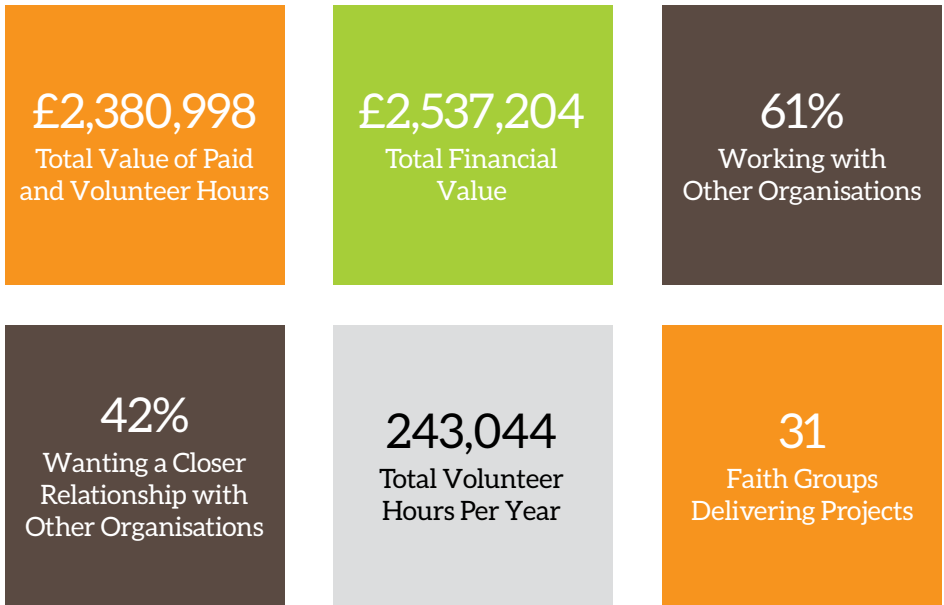 £2,380,998
Total Value of Paid
and Volunteer Hours
£2,537,204
Total Financial
Value
61%
Working with
Other Organisations
42%
Wanting a Closer
Relationship with
Other Organisations
243,044
Total Volunteer
Hours Per Year
31
Faith Groups
Delivering Projects